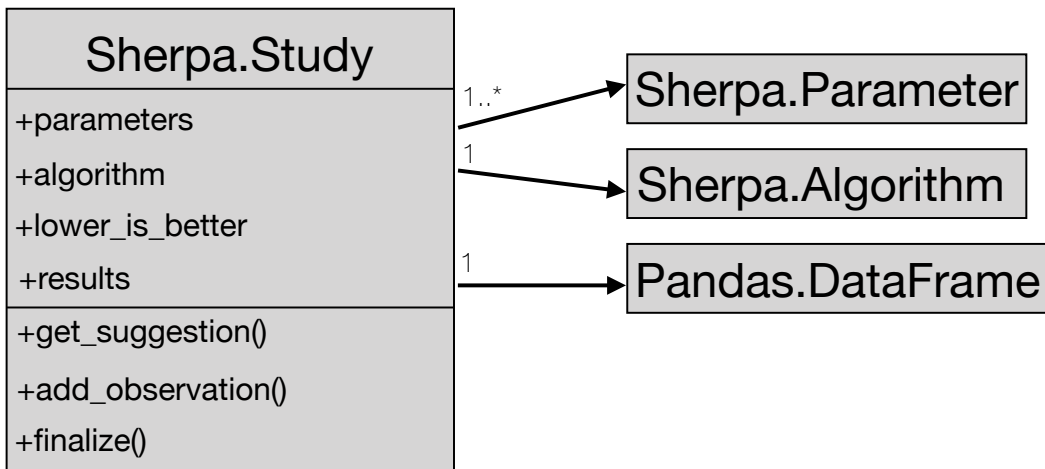 Sherpa.Study
+parameters
+algorithm
+lower_is_better
+results
+get_suggestion()
+add_observation()
+finalize()
1..*
Sherpa.Parameter
1
Sherpa.Algorithm
1
Pandas.DataFrame